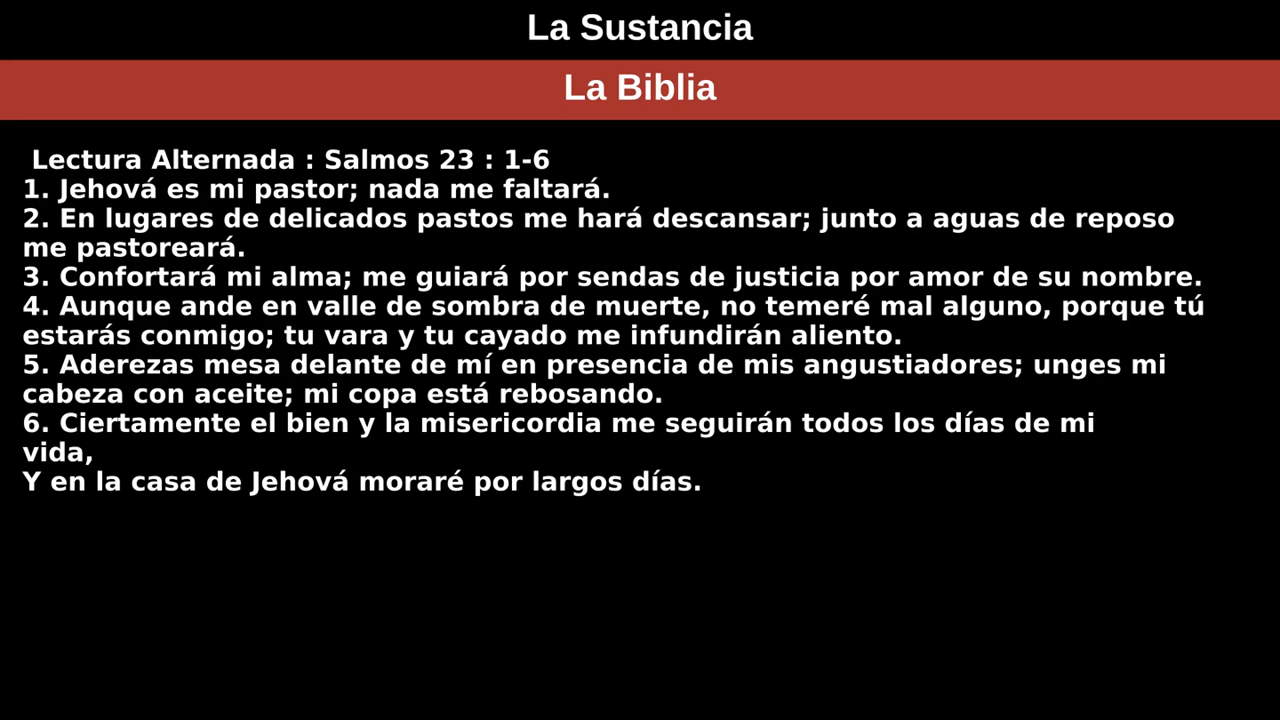 La Sustancia
La Biblia
Lectura Alternada : Salmos 23 : 1-6
1. Jehová es mi pastor; nada me faltará.
2. En lugares de delicados pastos me hará descansar; junto a aguas de reposo
me pastoreará.
3. Confortará mi alma; me guiará por sendas de justicia por amor de su nombre.
4. Aunque ande en valle de sombra de muerte, no temeré mal alguno, porque tú
estarás conmigo; tu vara y tu cayado me infundirán aliento.
5. Aderezas mesa delante de mí en presencia de mis angustiadores; unges mi
cabeza con aceite; mi copa está rebosando.
6. Ciertamente el bien y la misericordia me seguirán todos los días de mi
vida,
Y en la casa de Jehová moraré por largos días.